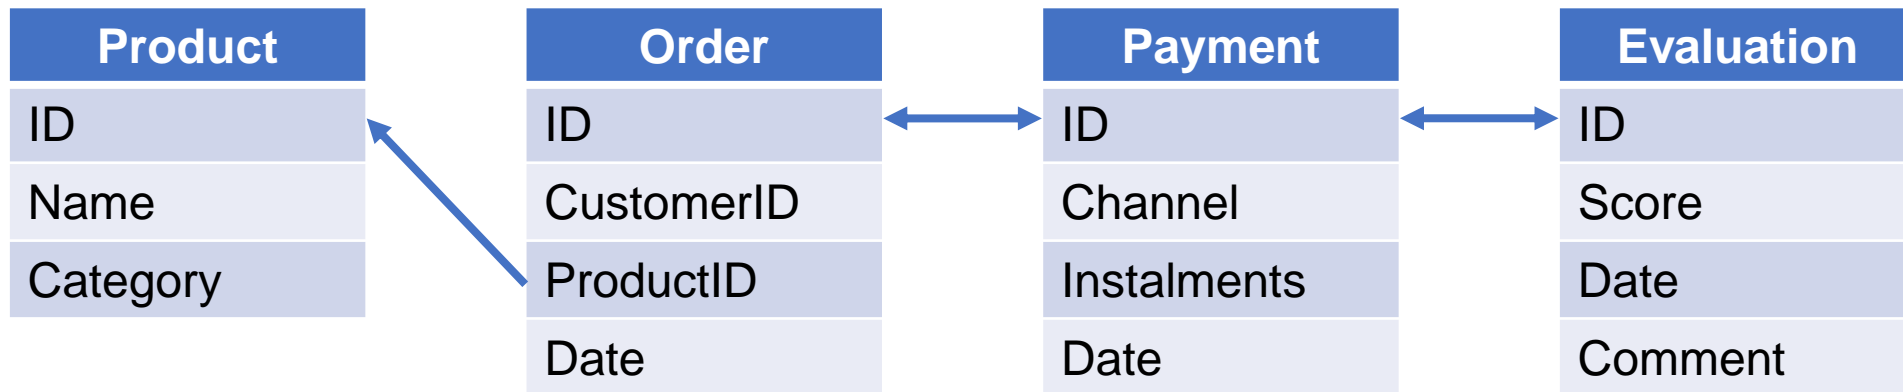 Product
ID
Name
Category
Order
ID
CustomerID
ProductID
Date
Payment
ID
Channel
Instalments
Date
Evaluation
ID
Score
Date
Comment